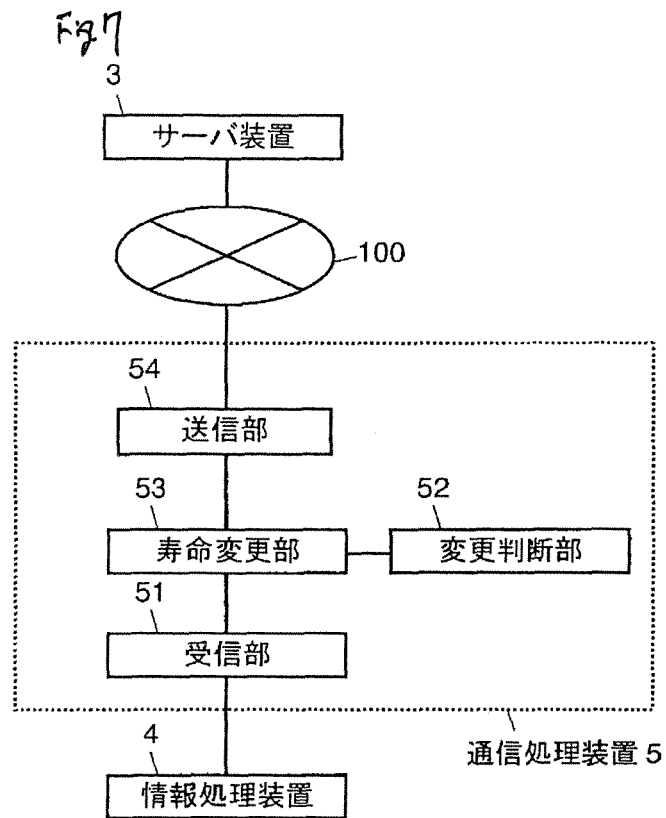 Fig 7
3
サーバ装置
100
54
送信部
53
寿命変更部
52
変更判断部
51
受信部
通信処理装置 5
4
情報処理装置